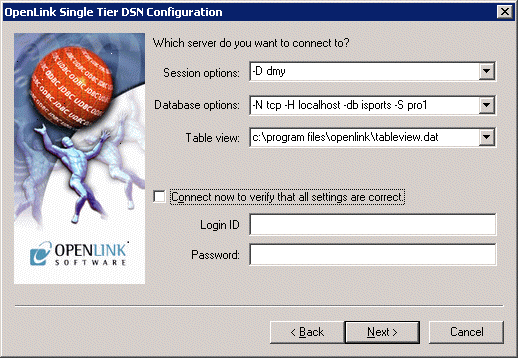 OpenLink Single Tier DSN Configuration
Which server do you want to connect to?
Session options: -D dmy
Database options: -N tcp -H localhost -db isports -S pro1
Table view: c:\program files\openlink\tableview.dat
Connect now to verify that all settings are correct
Login ID
Password:
OPENLINK
SOFTWARE
< Back Next > Cancel